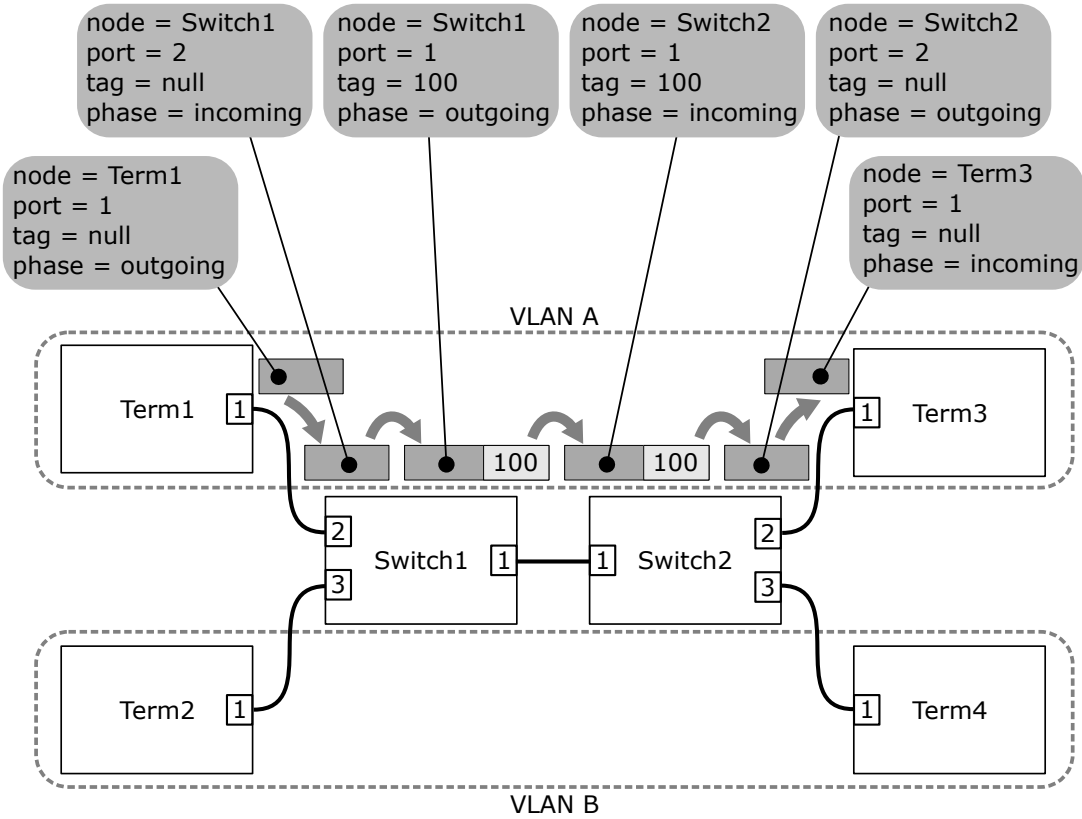 node = Switch1
port = 2
tag = null
phase = incoming
node = Switch1
port = 1
tag = 100
phase = outgoing
node = Switch2
port = 1
tag = 100
phase = incoming
node = Switch2
port = 2
tag = null
phase = outgoing
node = Term1
port = 1
tag = null
phase = outgoing
node = Term3
port = 1
tag = null
phase = incoming
VLAN A
Term1
1
1
Term3
100
100
2
3
Switch1
1
1
Switch2
2
3
Term2
1
1
Term4
VLAN B